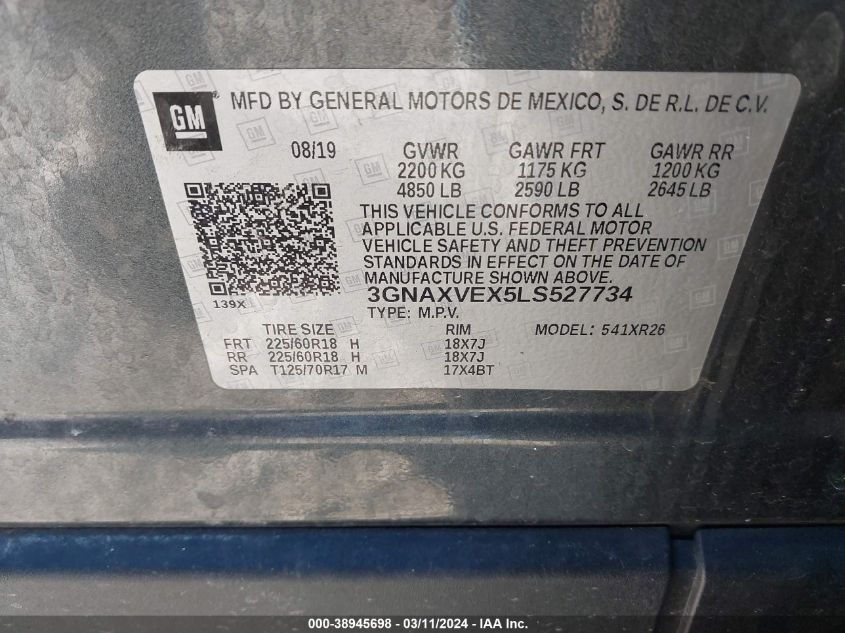 GM
MFD BY GENERAL MOTORS DE MEXICO, S. DE R.L. DE C.V.
08/19 GVWR GAWR FRT GAWR RR
2200 KG 1175 KG 1200 KG
4850 LB 2590 LB 2645 LB
THIS VEHICLE CONFORMS TO ALL
APPLICABLE U.S. FEDERAL MOTOR
VEHICLE SAFETY AND THEFT PREVENTION
STANDARDS IN EFFECT ON THE DATE OF
MANUFACTURE SHOWN ABOVE.
139X
3GNAXVEX5LS527734
TYPE: M.P.V.
TIRE SIZE RIM MODEL: 541XR26
FRT 225/60R18 H 18X7J
RR 225/60R18 H 18X7J
SPA T125/70R17 M 17X4BT
000-38945698 - 03/11/2024 - IAA Inc.